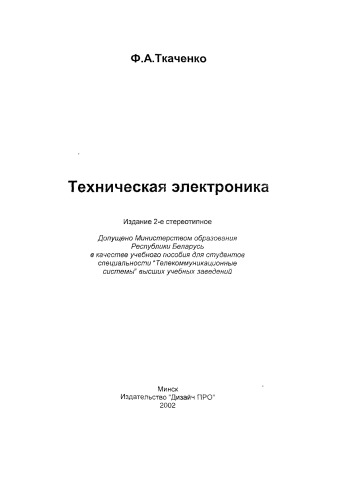 Ф.А.Ткаченко
Техническая электроника
Издание 2-е стереотипное
Допущено Министерством образования
Республики Беларусь
в качестве учебного пособия для студентов
специальности "Телекоммуникационные
системы" высших учебных заведений
Минск
Издательство "Дизайн ПРО"
2002